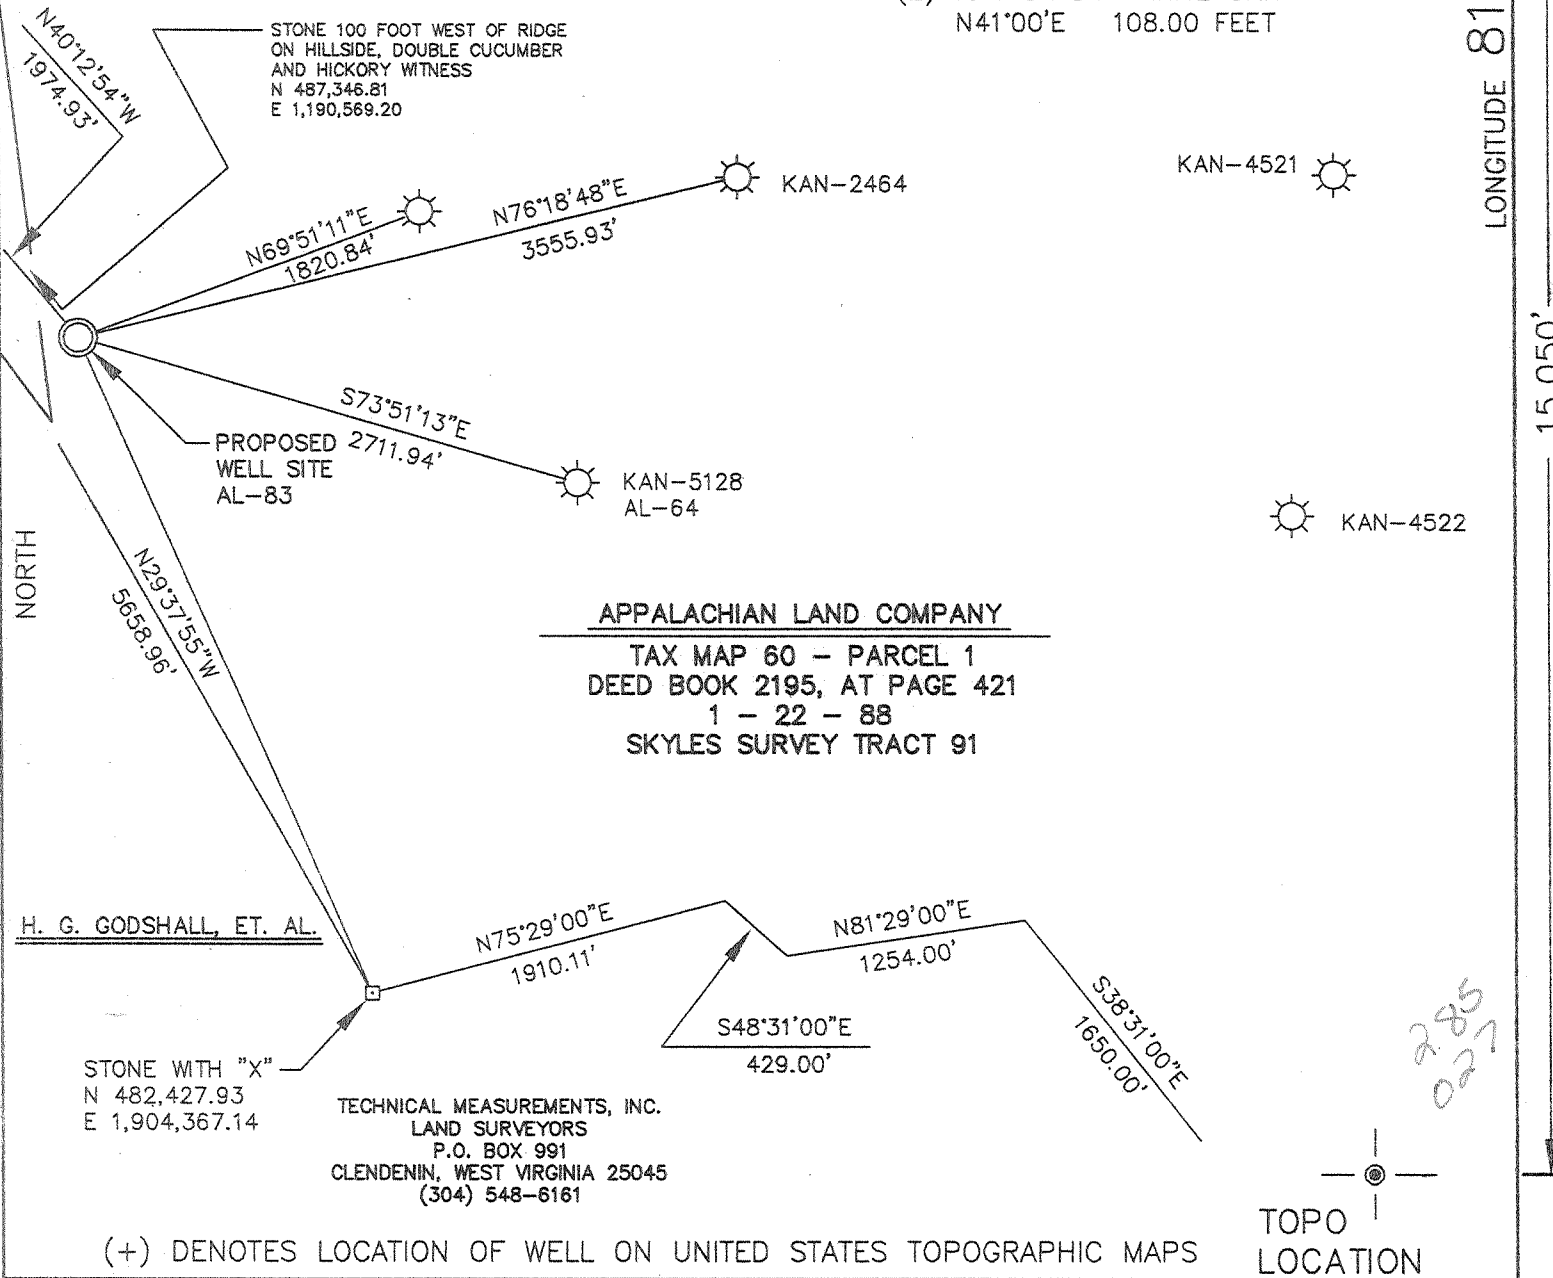 N41°00'E 108.00 FEET
LONGITUDE 81
N40°12'54"W
1974.93'
STONE 100 FOOT WEST OF RIDGE
ON HILLSIDE, DOUBLE CUCUMBER
AND HICKORY WITNESS
N 487,346.81
E 1,190,569.20
KAN-2464
KAN-4521
N69°51'11"E
1820.84'
N76°18'48"E
3555.93'
15,050'
S73°51'13"E
2711.94'
PROPOSED
WELL SITE
AL-83
KAN-5128
AL-64
KAN-4522
NORTH
N29°37'55"W
5658.96'
APPALACHIAN LAND COMPANY
TAX MAP 60 - PARCEL 1
DEED BOOK 2195, AT PAGE 421
1 - 22 - 88
SKYLES SURVEY TRACT 91
H. G. GODSHALL, ET. AL.
N75°29'00"E
1910.11'
N81°29'00"E
1254.00'
S48°31'00"E
429.00'
S38°31'00"E
1650.00'
2.85
027
STONE WITH "X"
N 482,427.93
E 1,904,367.14
TECHNICAL MEASUREMENTS, INC.
LAND SURVEYORS
P.O. BOX 991
CLENDENIN, WEST VIRGINIA 25045
(304) 548-6161
TOPO
LOCATION
(+) DENOTES LOCATION OF WELL ON UNITED STATES TOPOGRAPHIC MAPS